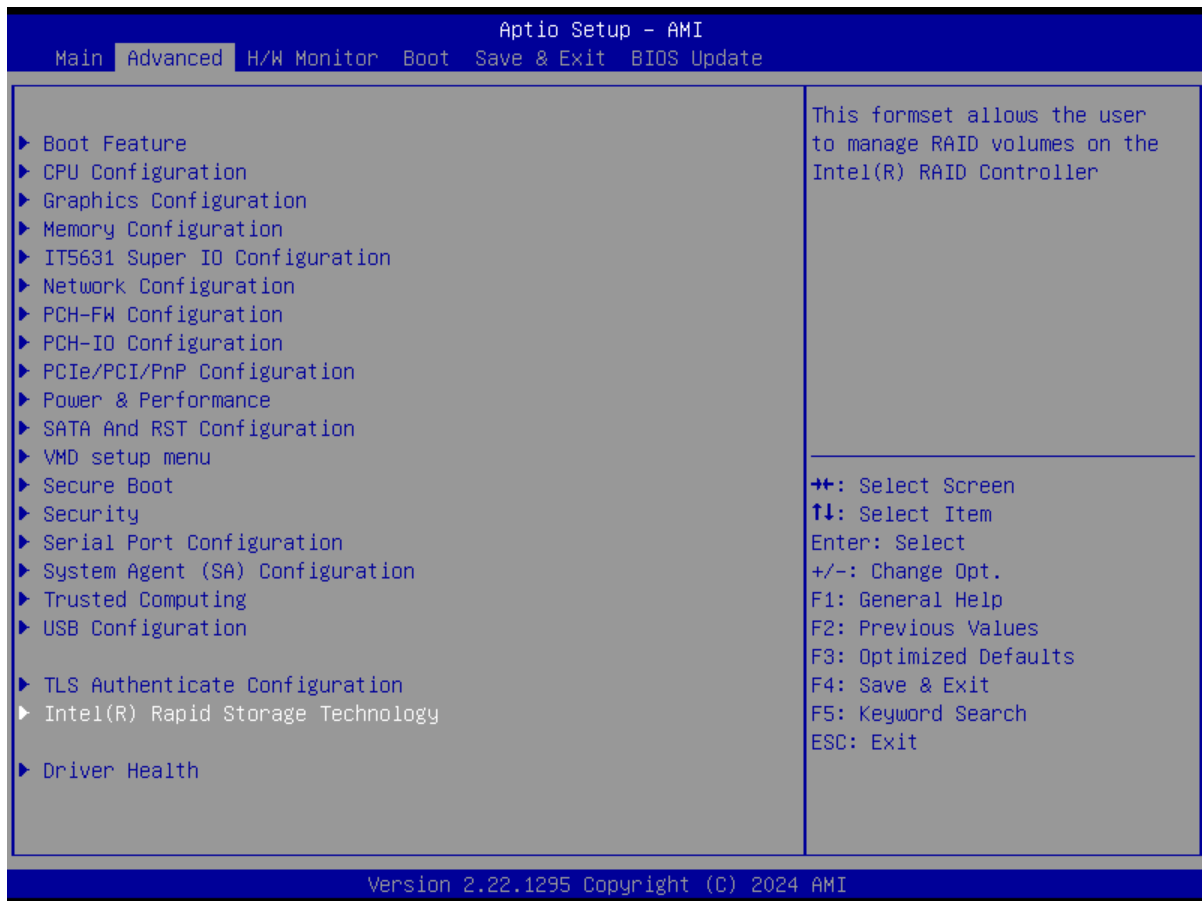 Aptio Setup – AMI
Main Advanced H/W Monitor Boot Save & Exit BIOS Update
This formset allows the user
to manage RAID volumes on the
Intel(R) RAID Controller
▶ Boot Feature
▶ CPU Configuration
▶ Graphics Configuration
▶ Memory Configuration
▶ IT5631 Super IO Configuration
▶ Network Configuration
▶ PCH-FW Configuration
▶ PCH-IO Configuration
▶ PCIe/PCI/PnP Configuration
▶ Power & Performance
▶ SATA And RST Configuration
▶ VMD setup menu
▶ Secure Boot
▶ Security
▶ Serial Port Configuration
▶ System Agent (SA) Configuration
▶ Trusted Computing
▶ USB Configuration
▶ TLS Authenticate Configuration
▶ Intel(R) Rapid Storage Technology
▶ Driver Health
→←: Select Screen
↑↓: Select Item
Enter: Select
+/-: Change Opt.
F1: General Help
F2: Previous Values
F3: Optimized Defaults
F4: Save & Exit
F5: Keyword Search
ESC: Exit
Version 2.22.1295 Copyright (C) 2024 AMI